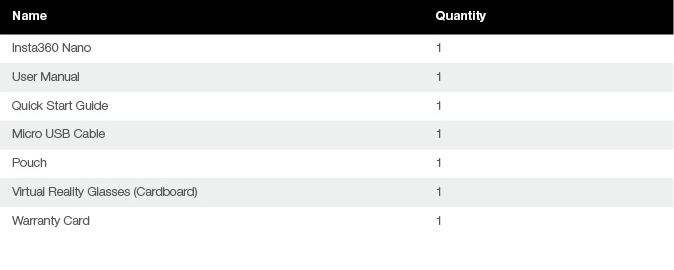 Name Quantity
Insta360 Nano 1
User Manual 1
Quick Start Guide 1
Micro USB Cable 1
Pouch 1
Virtual Reality Glasses (Cardboard) 1
Warranty Card 1